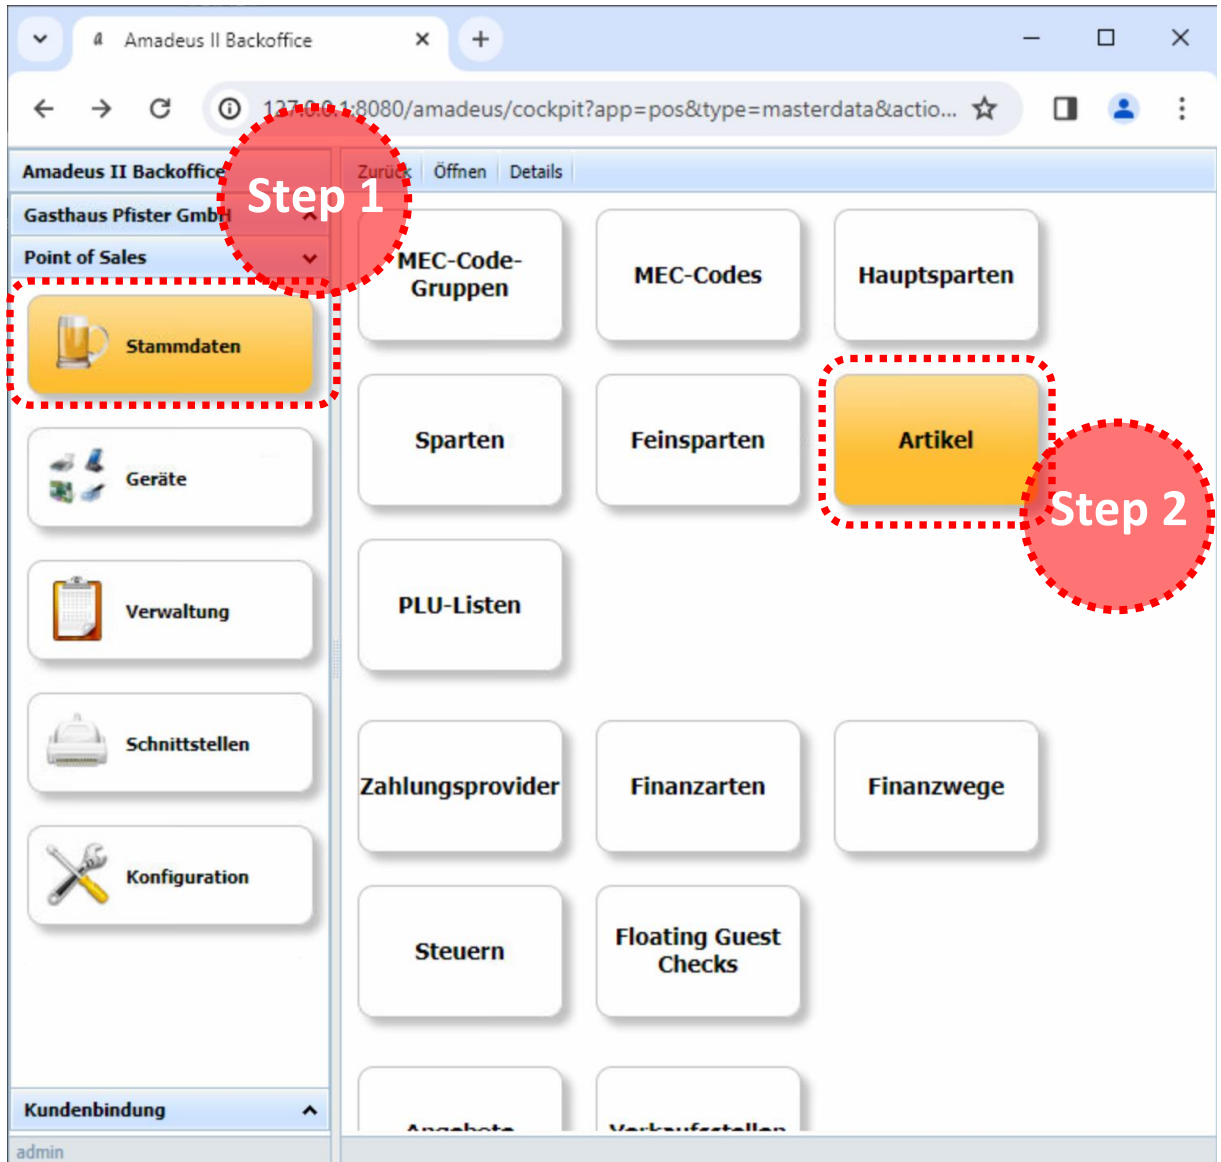 Amadeus II Backoffice
127.0.0.1:8080/amadeus/cockpit?app=pos&type=masterdata&actio...
Amadeus II Backoffice
Zurück Öffnen Details
Step 1
Gasthaus Pfister GmbH
Point of Sales
Stammdaten
Geräte
Verwaltung
Schnittstellen
Konfiguration
Kundenbindung
admin
MEC-Code-
Gruppen
MEC-Codes
Hauptsparten
Sparten
Feinsparten
Artikel
Step 2
PLU-Listen
Zahlungsprovider
Finanzarten
Finanzwege
Steuern
Floating Guest
Checks
Angebote
Verkaufsstellen